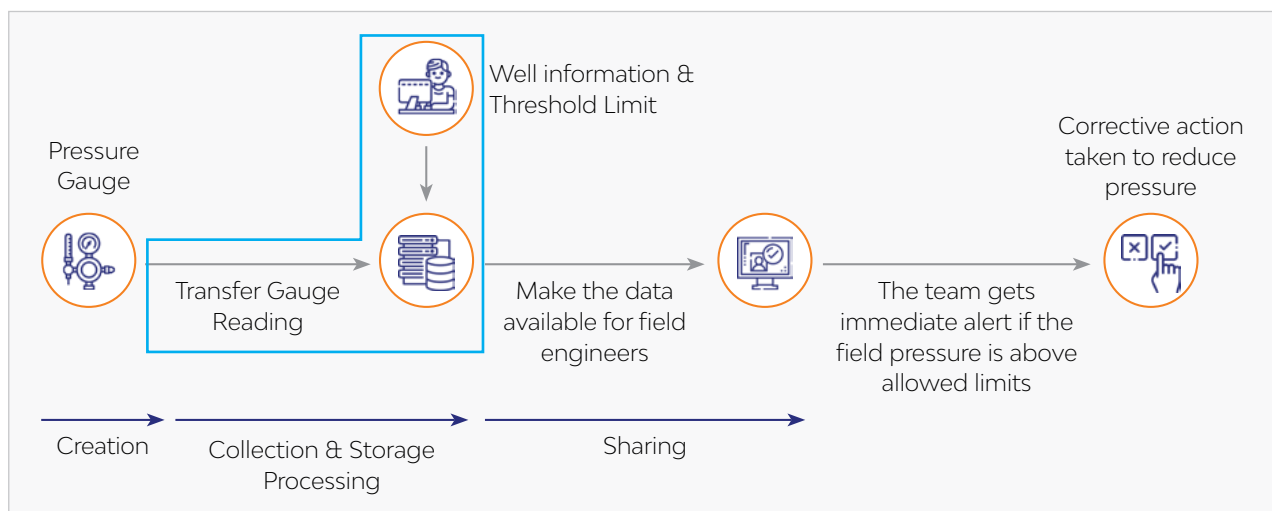 Well information &
Threshold Limit
Pressure
Gauge
Corrective action
taken to reduce
pressure
Transfer Gauge
Reading
Make the data
available for field
engineers
The team gets
immediate alert if the
field pressure is above
allowed limits
Creation
Collection & Storage
Processing
Sharing